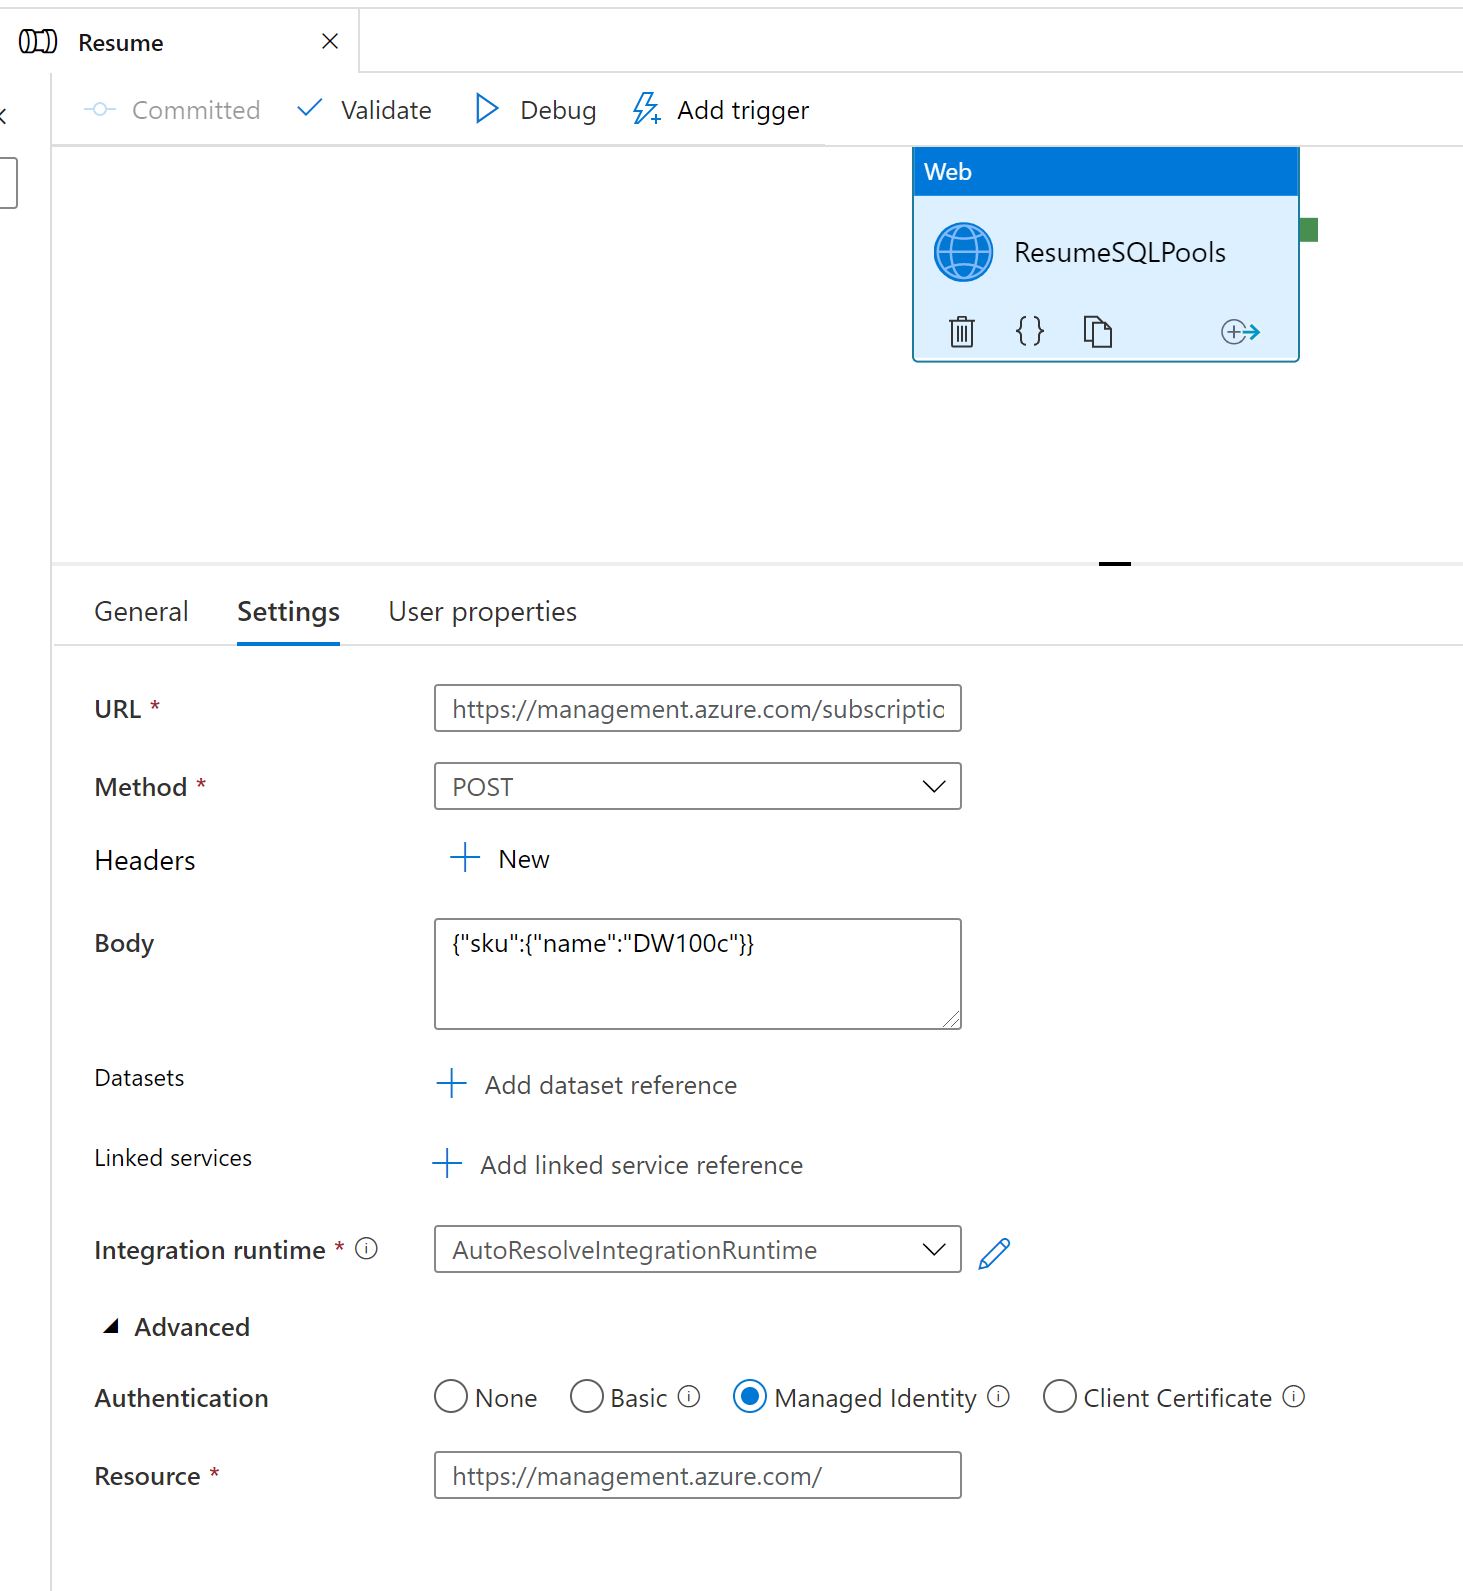 Resume
Committed Validate Debug Add trigger
Web
ResumeSQLPools
General Settings User properties
URL * https://management.azure.com/subscriptio
Method * POST
Headers New
Body {"sku":{"name":"DW100c"}}
Datasets Add dataset reference
Linked services Add linked service reference
Integration runtime * AutoResolveIntegrationRuntime
Advanced
Authentication None Basic Managed Identity Client Certificate
Resource * https://management.azure.com/